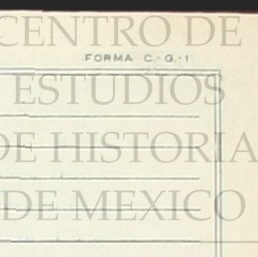 CENTRO DE
FORMA C.-G.-1
ESTUDIOS
DE HISTORIA
DE MEXICO